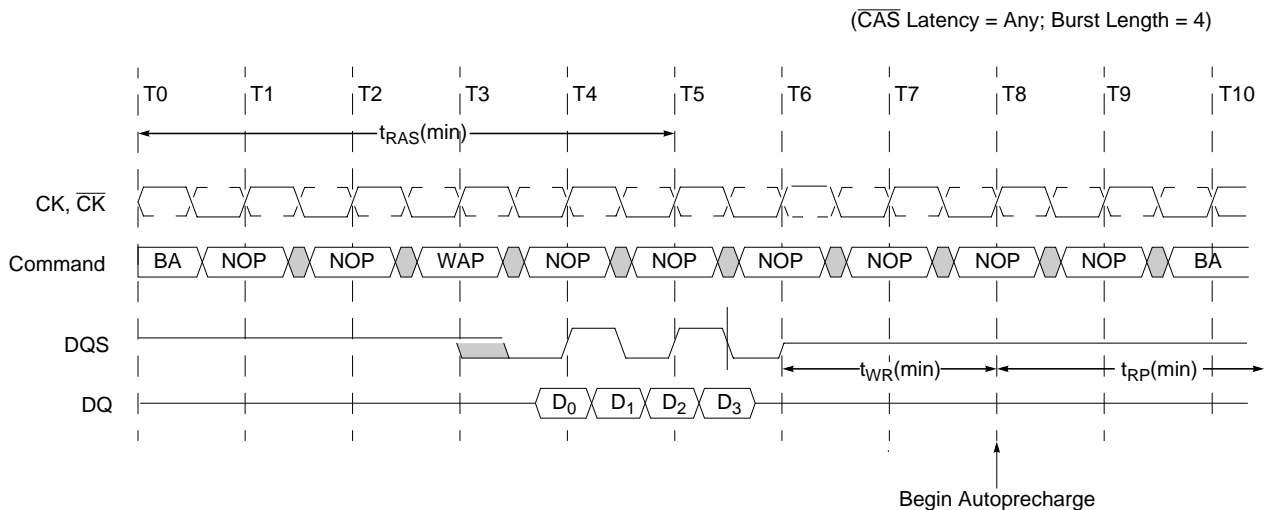 (C̅A̅S̅ Latency = Any; Burst Length = 4)
T0 T1 T2 T3 T4 T5 T6 T7 T8 T9 T10
tRAS(min)
CK, C̅K̅
Command BA NOP NOP WAP NOP NOP NOP NOP NOP NOP BA
DQS
tWR(min) tRP(min)
DQ D0 D1 D2 D3
Begin Autoprecharge